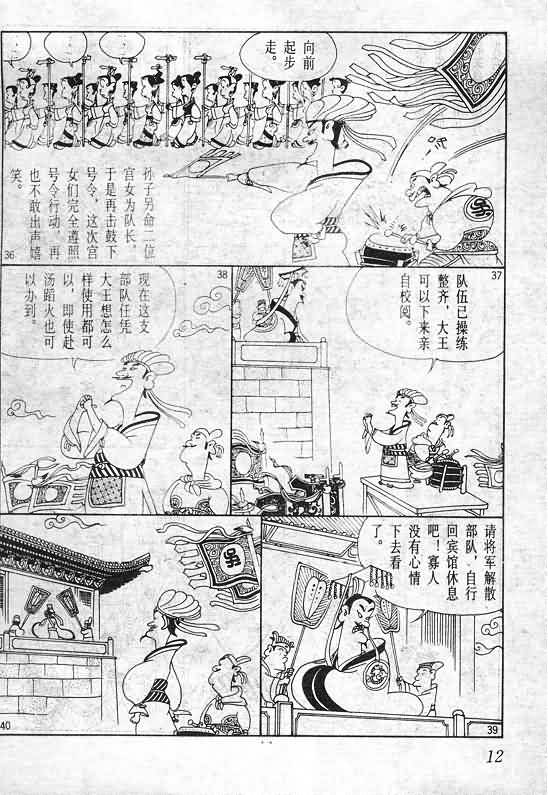 向前
起步
走。
咚
孙子另命二位
宫女为队长，
于是再击鼓下
号令，这次宫
女们完全遵照
号令行动，再
也不敢出声嬉
笑。
36
队伍已操练
整齐，大王
可以下来亲
自校阅。
37
现在这支
部队任凭
大王想怎么
样使用都可
以，即使赴
汤蹈火也可
以办到。
38
请将军解散
部队，自行
回宾馆休息
吧！寡人
没有心情
下去看
了。
39
40
12